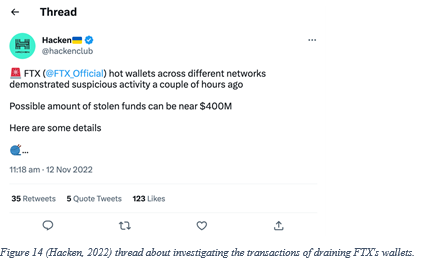 Thread
Hacken
@hackenclub
FTX (@FTX_Official) hot wallets across different networks
demonstrated suspicious activity a couple of hours ago
Possible amount of stolen funds can be near $400M
Here are some details
...
11:18 am · 12 Nov 2022
35 Retweets 5 Quote Tweets 123 Likes
Figure 14 (Hacken, 2022) thread about investigating the transactions of draining FTX's wallets.